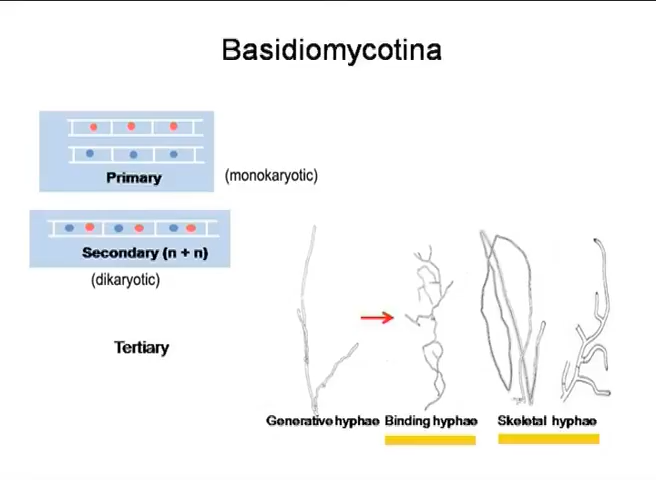 Basidiomycotina
Primary
(monokaryotic)
Secondary (n + n)
(dikaryotic)
Tertiary
Generative hyphae Binding hyphae Skeletal hyphae